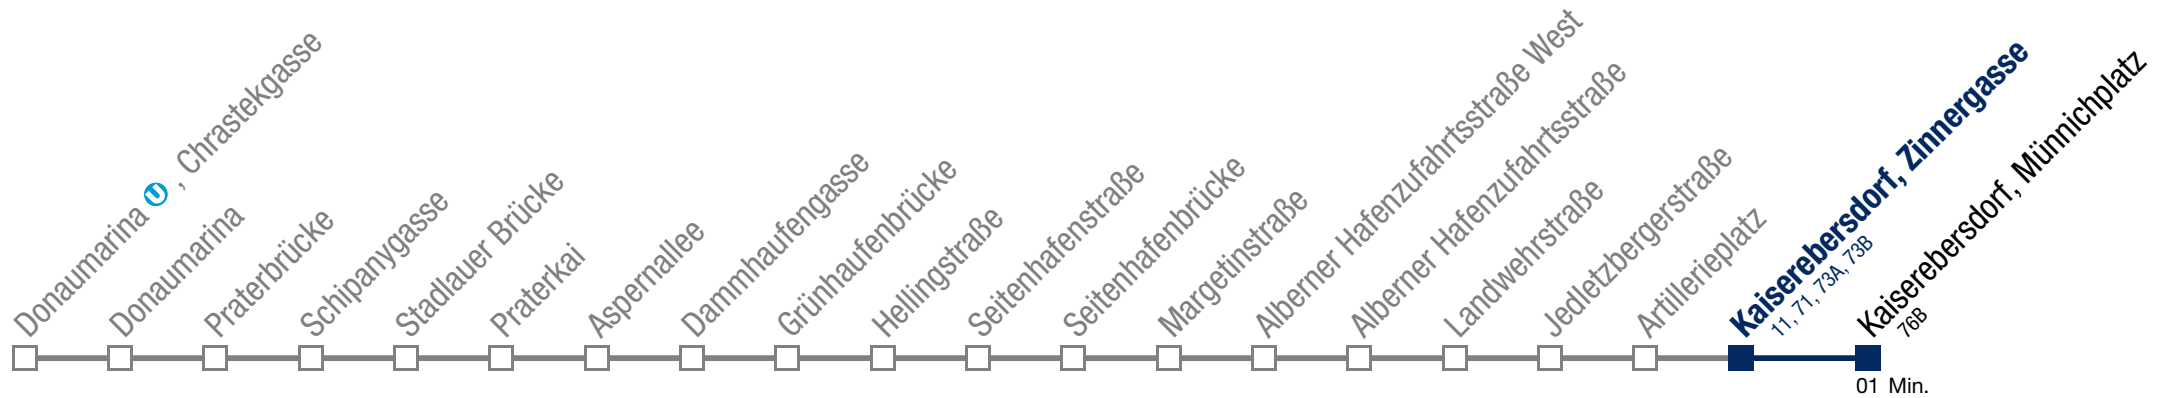 Donaumarina U , Chrastekgasse
Donaumarina
Praterbrücke
Schipanygasse
Stadlauer Brücke
Praterkai
Aspernallee
Dammhaufengasse
Grünhaufenbrücke
Hellingstraße
Seitenhafenstraße
Seitenhafenbrücke
Margetinstraße
Alberner Hafenzufahrtsstraße West
Alberner Hafenzufahrtsstraße
Landwehrstraße
Jedletzbergerstraße
Artillerieplatz
Kaiserebersdorf, Zinnergasse
11, 71, 73A, 73B
Kaiserebersdorf, Münnichplatz
76B
01 Min.